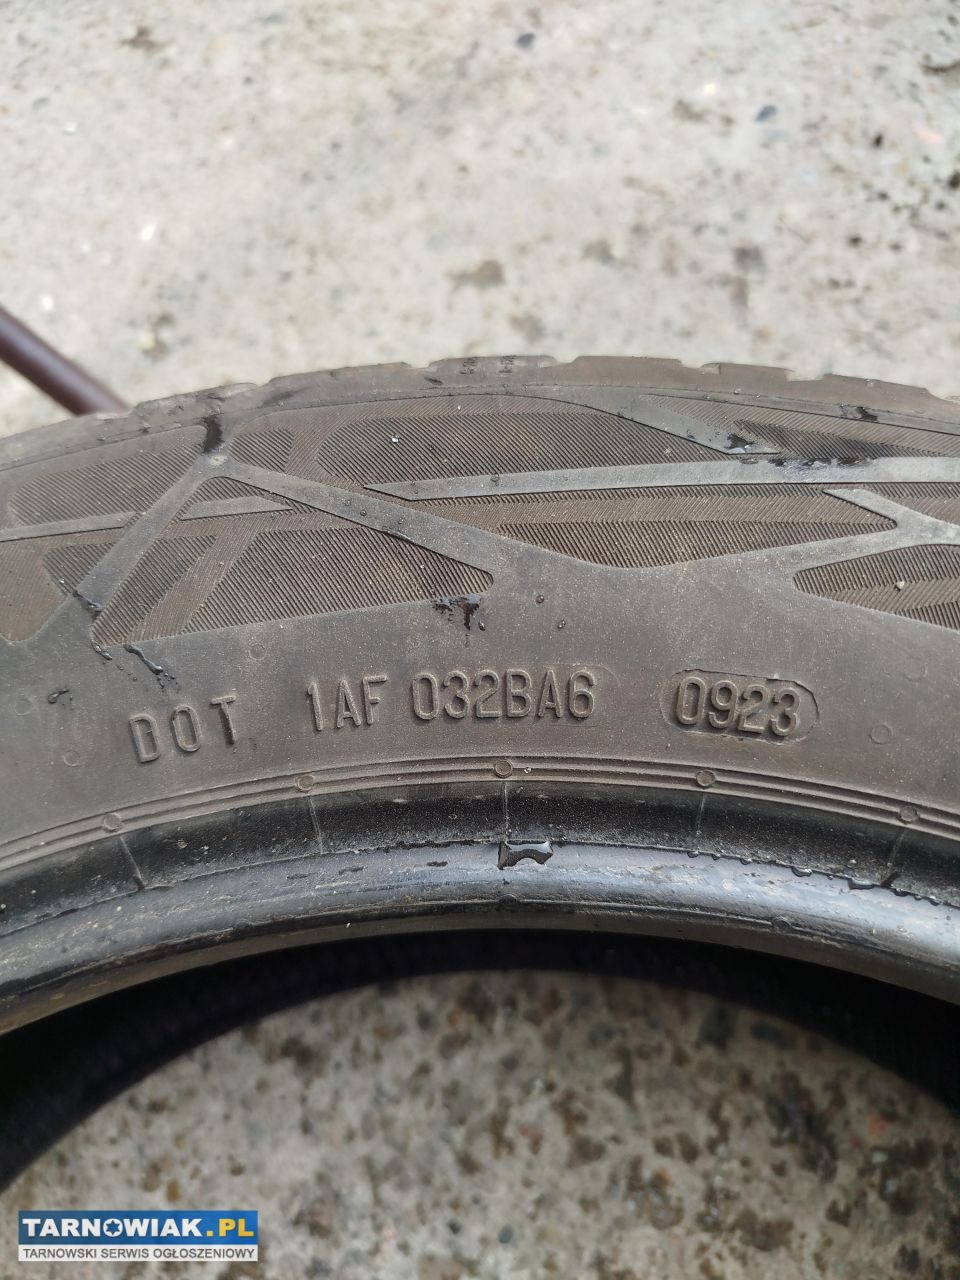 DOT 1AF 032BA6 0923
TARNOWIAK.PL
TARNOWSKI SERWIS OGŁOSZENIOWY